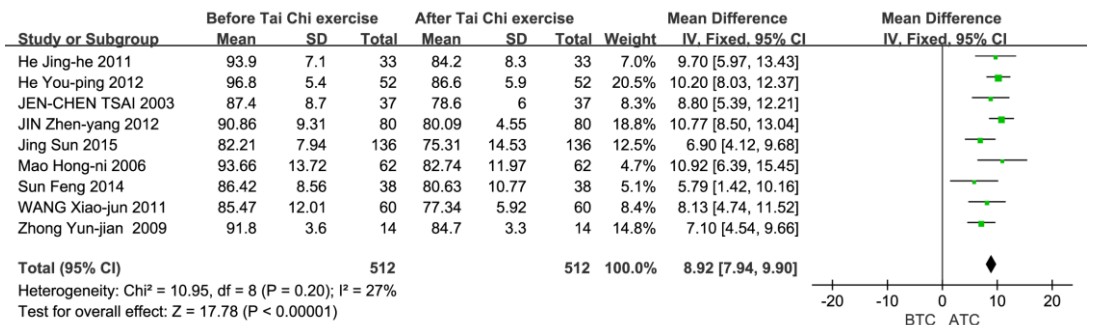 Before Tai Chi exercise After Tai Chi exercise Mean Difference Mean Difference
Study or Subgroup Mean SD Total Mean SD Total Weight IV, Fixed, 95% CI IV, Fixed, 95% CI
He Jing-he 2011 93.9 7.1 33 84.2 8.3 33 7.0% 9.70 [5.97, 13.43]
He You-ping 2012 96.8 5.4 52 86.6 5.9 52 20.5% 10.20 [8.03, 12.37]
JEN-CHEN TSAI 2003 87.4 8.7 37 78.6 6 37 8.3% 8.80 [5.39, 12.21]
JIN Zhen-yang 2012 90.86 9.31 80 80.09 4.55 80 18.8% 10.77 [8.50, 13.04]
Jing Sun 2015 82.21 7.94 136 75.31 14.53 136 12.5% 6.90 [4.12, 9.68]
Mao Hong-ni 2006 93.66 13.72 62 82.74 11.97 62 4.7% 10.92 [6.39, 15.45]
Sun Feng 2014 86.42 8.56 38 80.63 10.77 38 5.1% 5.79 [1.42, 10.16]
WANG Xiao-jun 2011 85.47 12.01 60 77.34 5.92 60 8.4% 8.13 [4.74, 11.52]
Zhong Yun-jian 2009 91.8 3.6 14 84.7 3.3 14 14.8% 7.10 [4.54, 9.66]
Total (95% CI) 512 512 100.0% 8.92 [7.94, 9.90]
Heterogeneity: Chi² = 10.95, df = 8 (P = 0.20); I² = 27%
Test for overall effect: Z = 17.78 (P < 0.00001)
-20 -10 0 10 20
BTC ATC